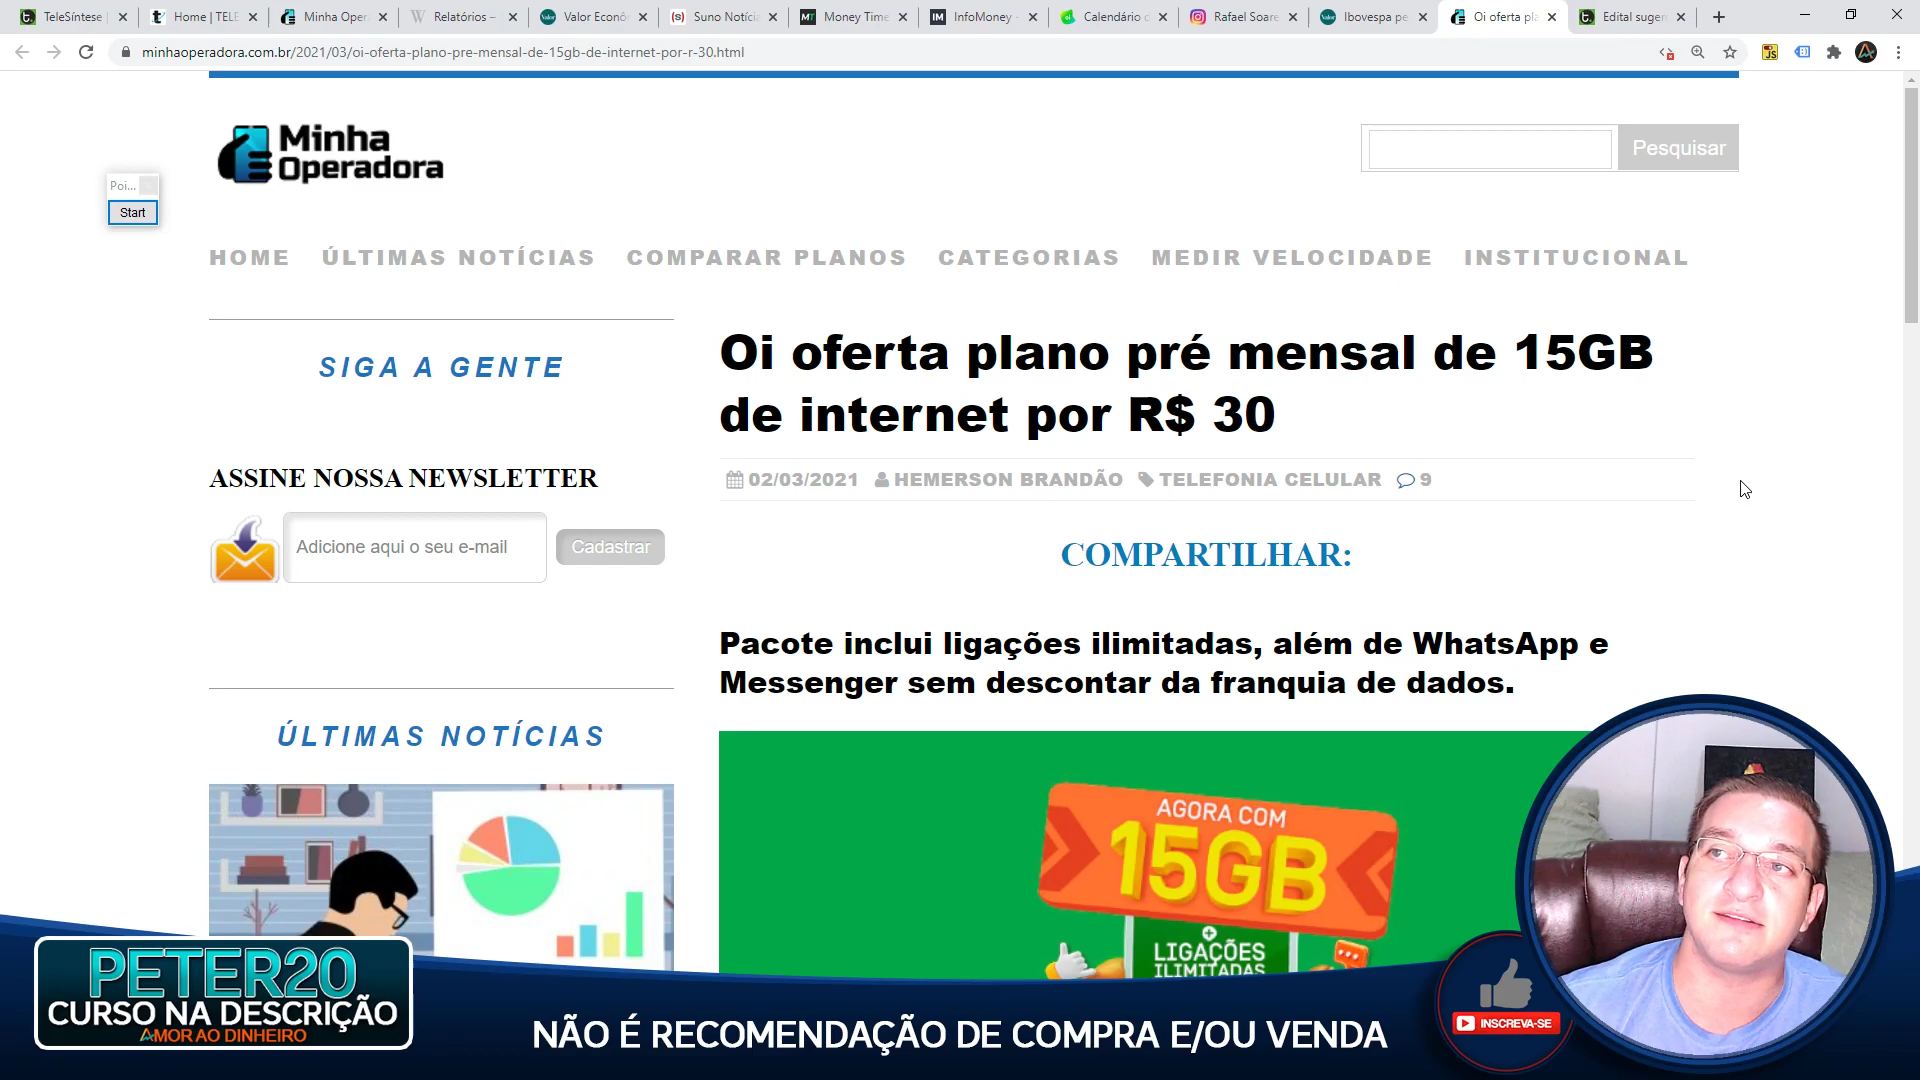 TeleSíntese
Home | TELE
Minha Oper
Relatórios –
Valor Econô
Suno Notícia
Money Time
InfoMoney
Calendário d
Rafael Soare
Ibovespa pe
Oi oferta pla
Edital suger
minhaoperadora.com.br/2021/03/oi-oferta-plano-pre-mensal-de-15gb-de-internet-por-r-30.html
Minha
Operadora
Pesquisar
Poi...
Start
HOME ÚLTIMAS NOTÍCIAS COMPARAR PLANOS CATEGORIAS MEDIR VELOCIDADE INSTITUCIONAL
SIGA A GENTE
ASSINE NOSSA NEWSLETTER
Adicione aqui o seu e-mail
Cadastrar
ÚLTIMAS NOTÍCIAS
Oi oferta plano pré mensal de 15GB
de internet por R$ 30
02/03/2021 HEMERSON BRANDÃO TELEFONIA CELULAR 9
COMPARTILHAR:
Pacote inclui ligações ilimitadas, além de WhatsApp e
Messenger sem descontar da franquia de dados.
AGORA COM
15GB
+
LIGAÇÕES
ILIMITADAS
PETER20
CURSO NA DESCRIÇÃO
AMOR AO DINHEIRO
NÃO É RECOMENDAÇÃO DE COMPRA E/OU VENDA
INSCREVA-SE